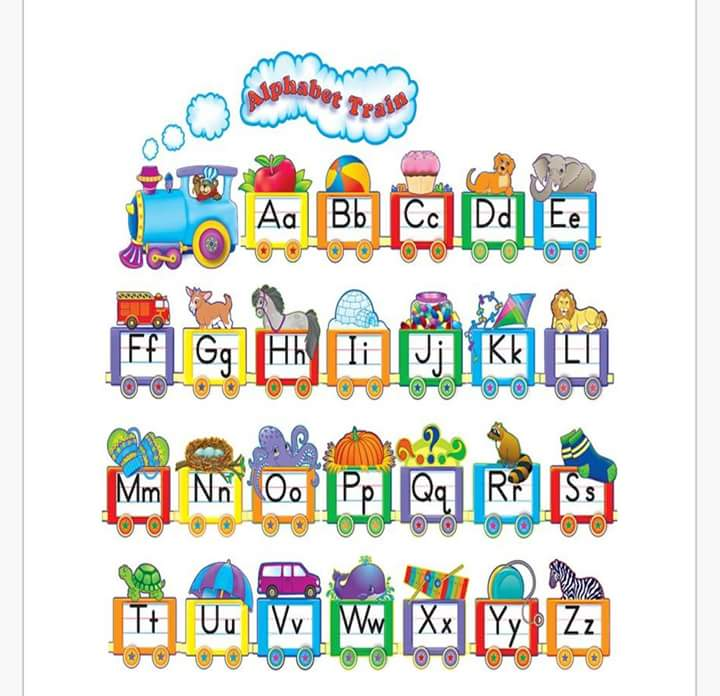 Alphabet Train
Aa Bb Cc Dd Ee
Ff Gg Hh Ii Jj Kk Ll
Mm Nn Oo Pp Qq Rr Ss
?
Tt Uu Vv Ww Xx Yy Zz